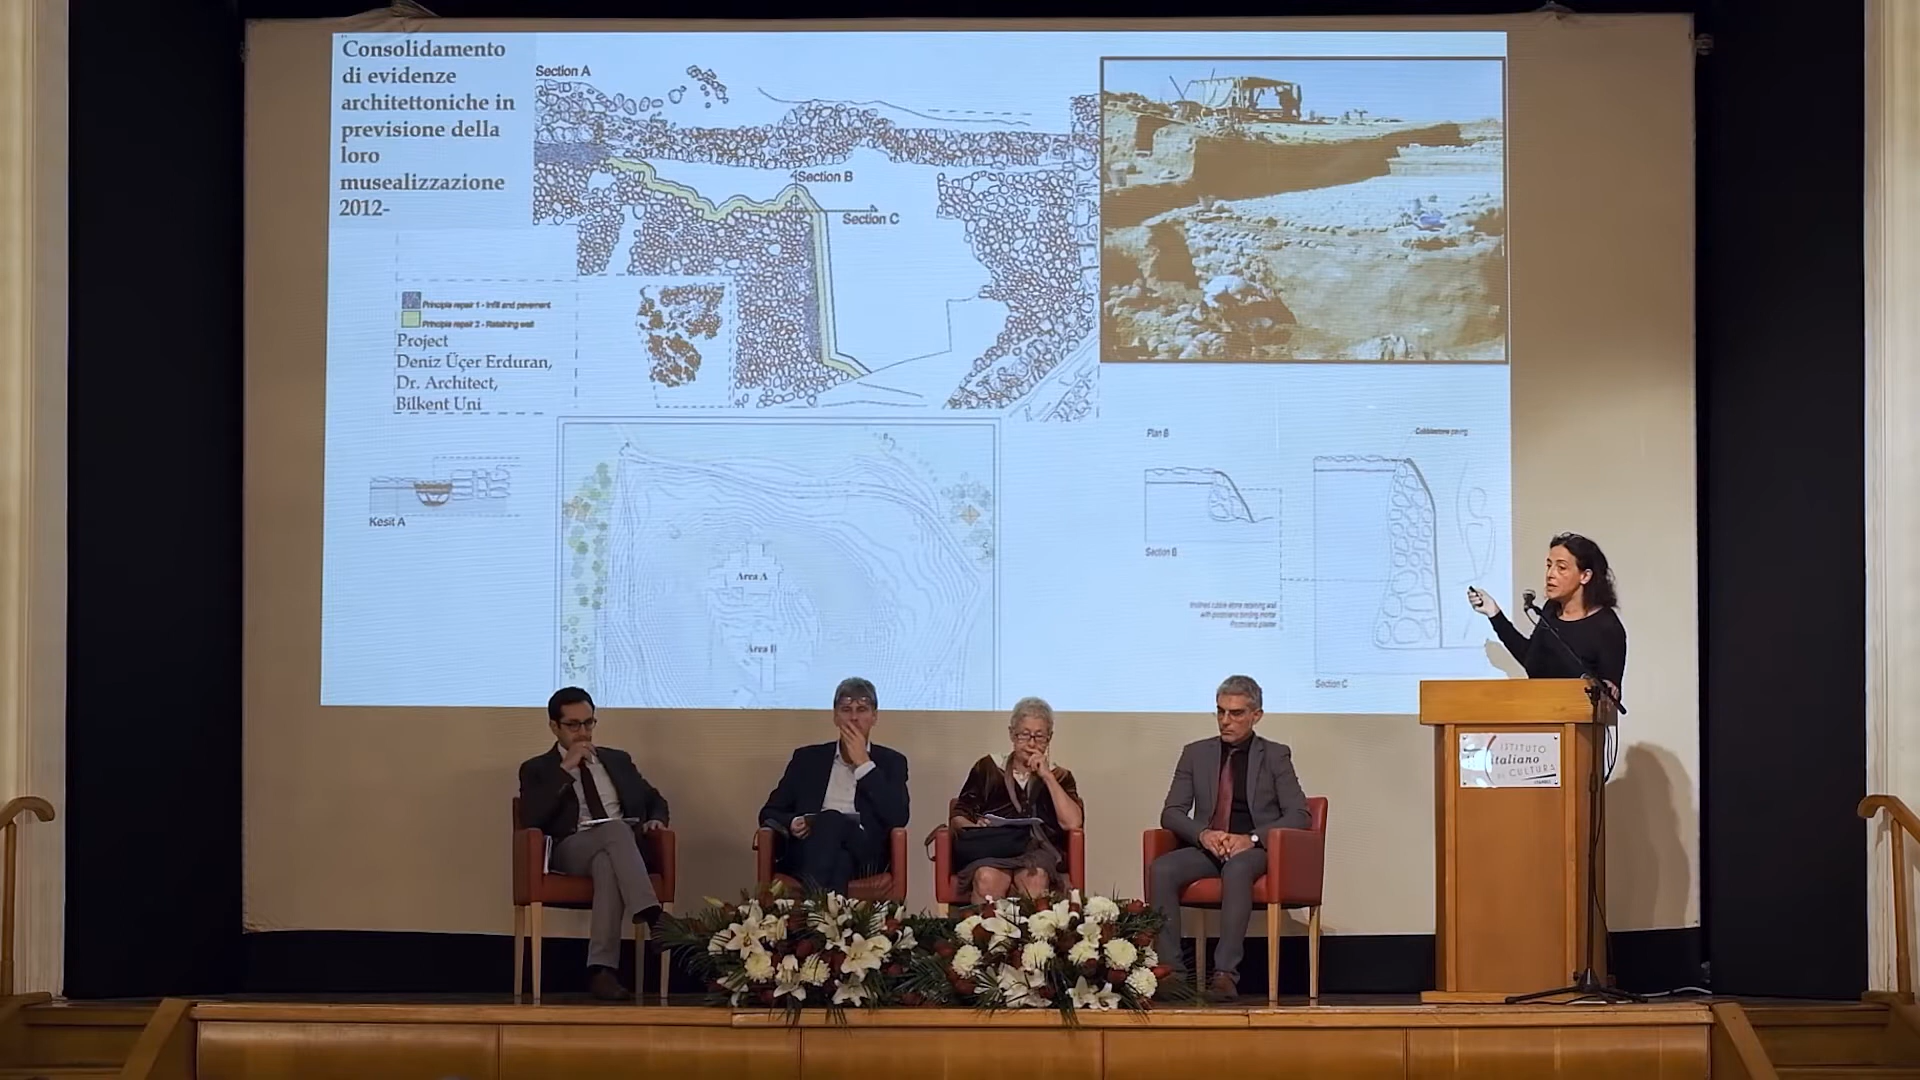 Consolidamento
di evidenze
architettoniche in
previsione della
loro
musealizzazione
2012-
Section A
Section B
Section C
Principle repair 1 - Infill and pavement
Principle repair 2 - Retaining wall
Project
Deniz Üçer Erduran,
Dr. Architect,
Bilkent Uni
Kesit A
Area A
Area B
Plan B
Cobblestone paving
Section B
Section C
ISTITUTO
italiano
DI CULTURA